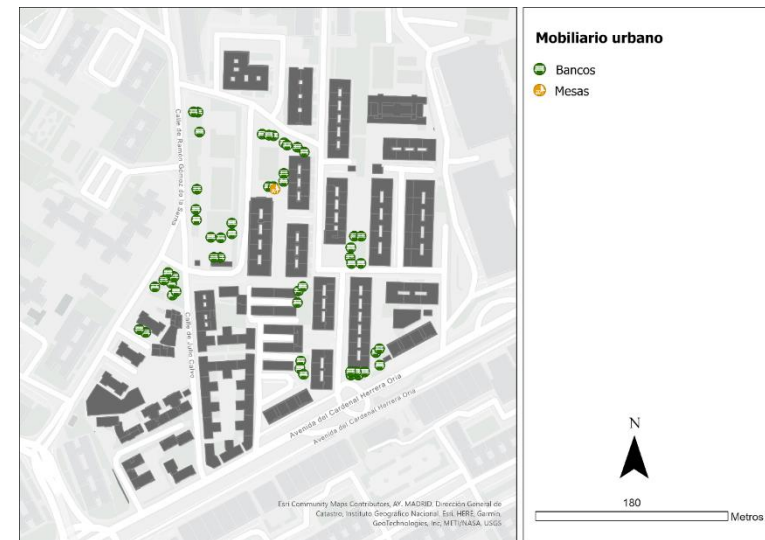 Mobiliario urbano
Bancos
Mesas
Calle de Ramón Gómez de la Serna
Calle de Julio Calvo
Avenida del Cardenal Herrera Oria
Avenida del Cardenal Herrera Oria
Esri Community Maps Contributors, AY. MADRID, Dirección General de
Catastro, Instituto Geográfico Nacional, Esri, HERE, Garmin,
GeoTechnologies, Inc, METI/NASA, USGS
N
180
Metros